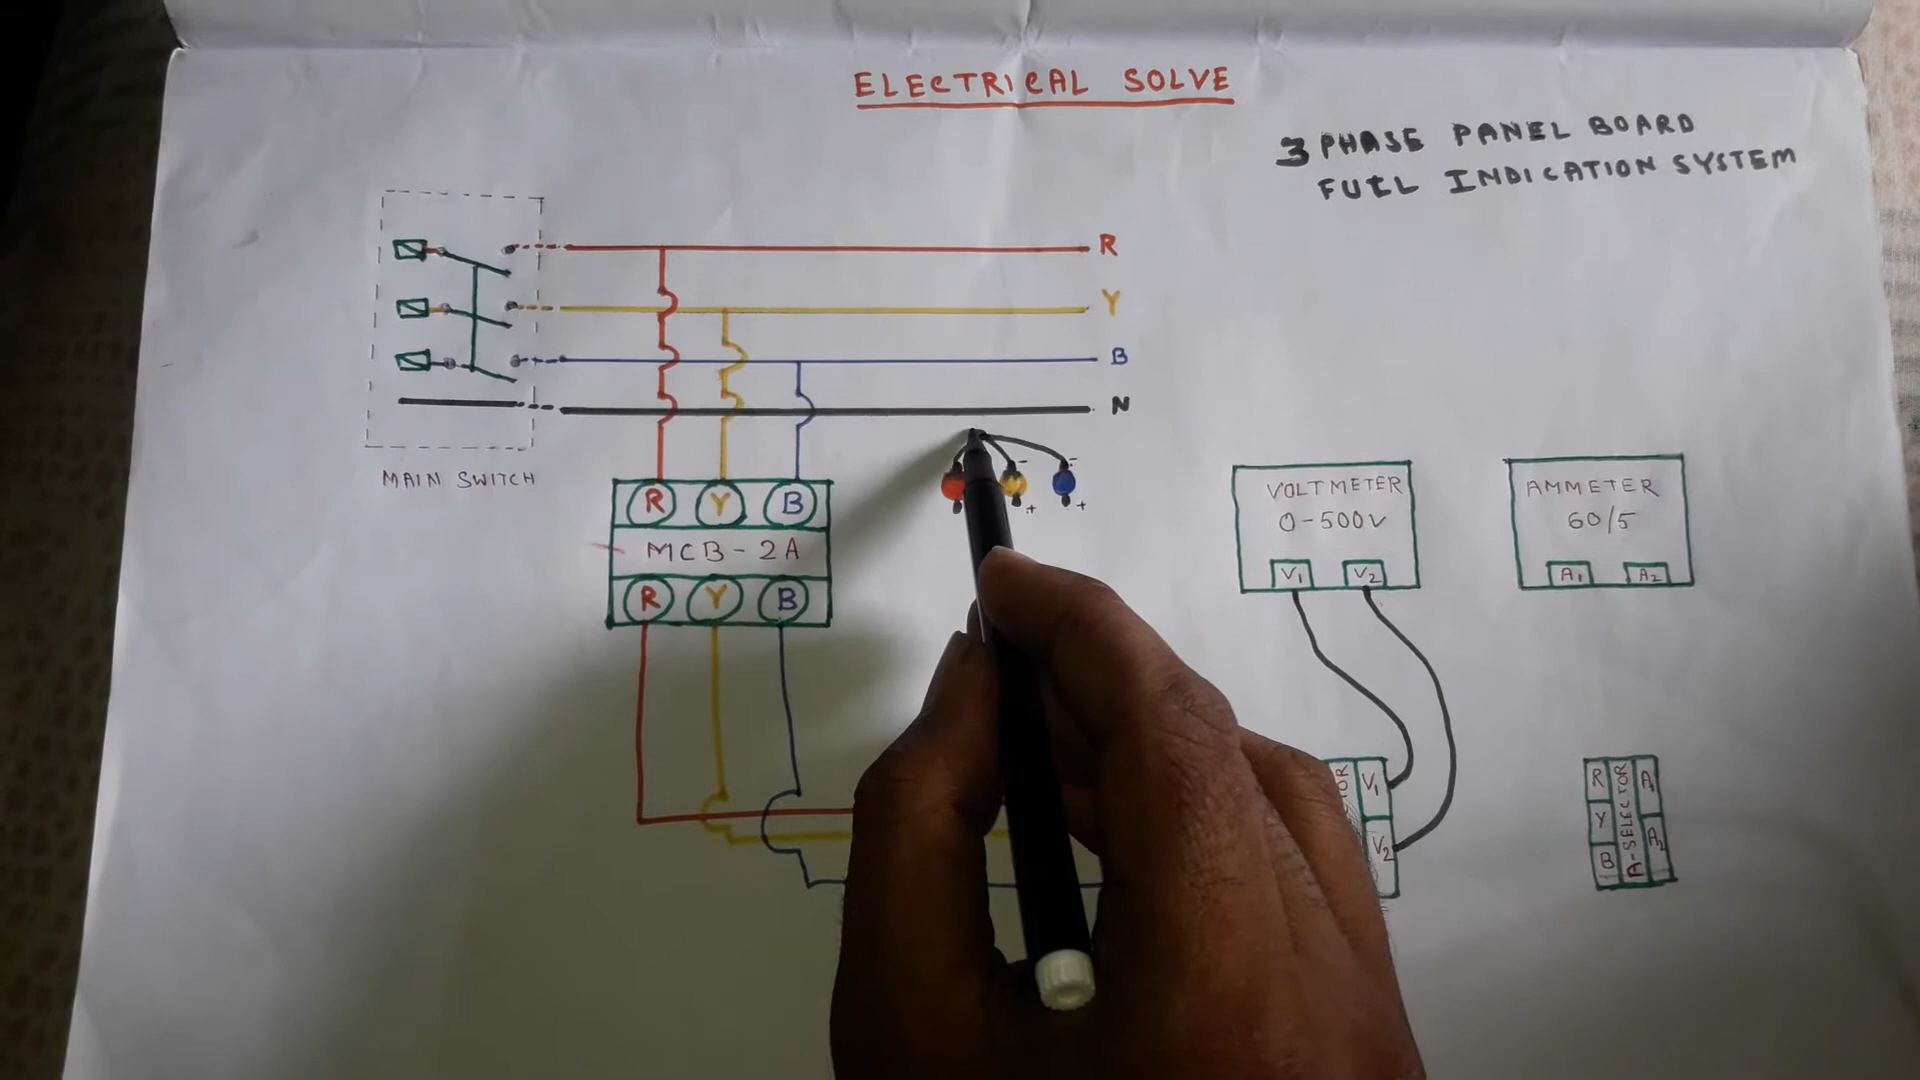 ELECTRICAL SOLVE
3 PHASE PANEL BOARD
FULL INDICATION SYSTEM
R
Y
B
N
MAIN SWITCH
R Y B
MCB-2A
R Y B
- -
+ +
VOLTMETER
0-500V
V1 V2
AMMETER
60/5
A1 A2
V1
V2
R
Y
B
A-SELECTOR
A1
A2